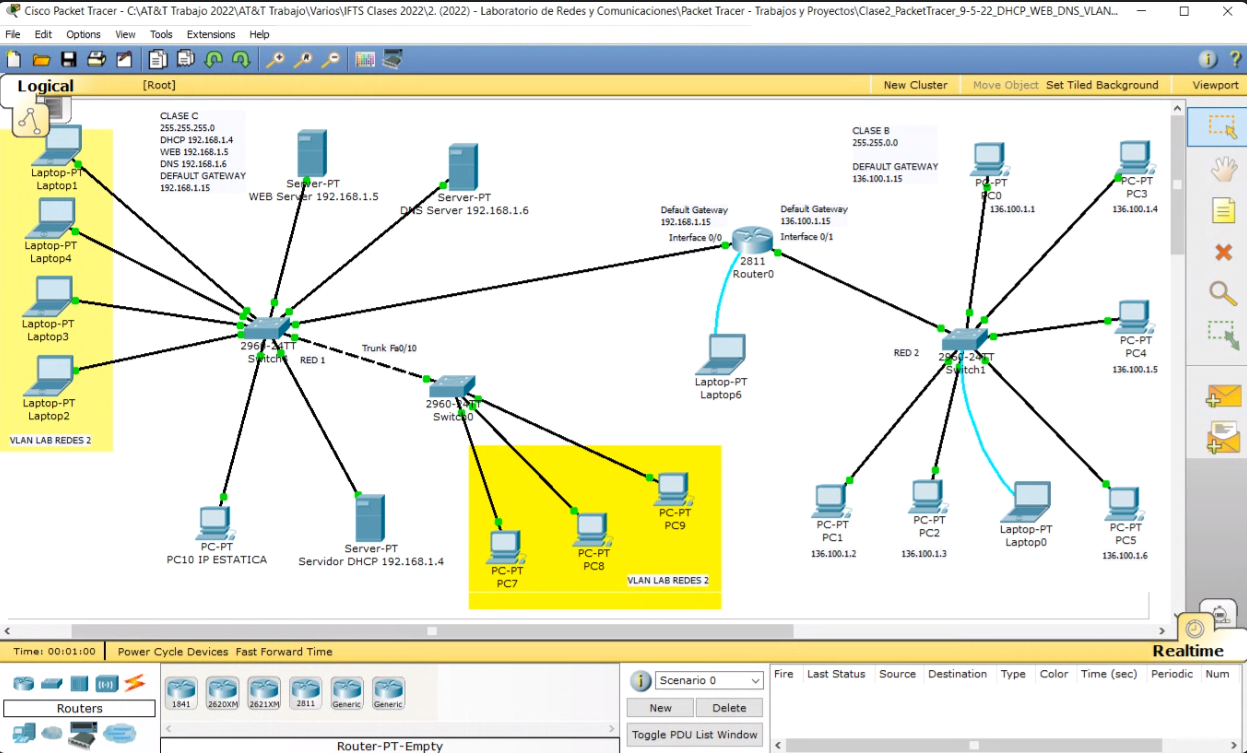 Cisco Packet Tracer - C:\AT&T Trabajo 2022\AT&T Trabajo\Varios\IFTS Clases 2022\2. (2022) - Laboratorio de Redes y Comunicaciones\Packet Tracer - Trabajos y Proyectos\Clase2_PacketTracer_9-5-22_DHCP_WEB_DNS_VLAN...
File Edit Options View Tools Extensions Help
Logical [Root] New Cluster Move Object Set Tiled Background Viewport
CLASE C
255.255.255.0
DHCP 192.168.1.4
WEB 192.168.1.5
DNS 192.168.1.6
DEFAULT GATEWAY
192.168.1.15
CLASE B
255.255.0.0
DEFAULT GATEWAY
136.100.1.15
Laptop-PT
Laptop1
Laptop-PT
Laptop4
Laptop-PT
Laptop3
Laptop-PT
Laptop2
VLAN LAB REDES 2
Server-PT
WEB Server 192.168.1.5
Server-PT
DNS Server 192.168.1.6
Default Gateway
192.168.1.15
Interface 0/0
Default Gateway
136.100.1.15
Interface 0/1
2811
Router0
PC-PT
PC0
136.100.1.1
PC-PT
PC3
136.100.1.4
2960-24TT
RED 1
Trunk Fa0/10
2960-24TT
Switch0
Laptop-PT
Laptop6
RED 2
2960-24TT
Switch1
PC-PT
PC4
136.100.1.5
PC-PT
PC10 IP ESTATICA
Server-PT
Servidor DHCP 192.168.1.4
PC-PT
PC7
PC-PT
PC8
PC-PT
PC9
VLAN LAB REDES 2
PC-PT
PC1
136.100.1.2
PC-PT
PC2
136.100.1.3
Laptop-PT
Laptop0
PC-PT
PC5
136.100.1.6
Time: 00:01:00 Power Cycle Devices Fast Forward Time
Realtime
Routers
1841 2620XM 2621XM 2811 Generic Generic
Router-PT-Empty
Scenario 0
New Delete
Toggle PDU List Window
Fire Last Status Source Destination Type Color Time (sec) Periodic Num